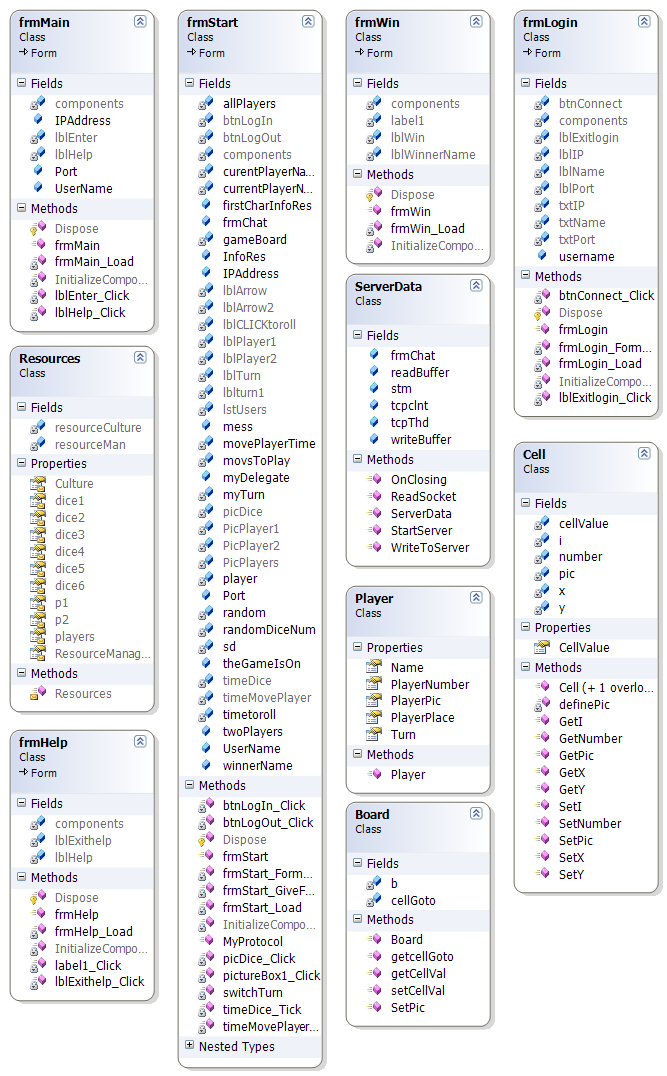 frmMain
Class
Form
Fields
components
IPAddress
lblEnter
lblHelp
Port
UserName
Methods
Dispose
frmMain
frmMain_Load
InitializeCompo...
lblEnter_Click
lblHelp_Click
Resources
Class
Fields
resourceCulture
resourceMan
Properties
Culture
dice1
dice2
dice3
dice4
dice5
dice6
p1
p2
players
ResourceManag...
Methods
Resources
frmHelp
Class
Form
Fields
components
lblExithelp
lblHelp
Methods
Dispose
frmHelp
frmHelp_Load
InitializeCompo...
label1_Click
lblExithelp_Click
frmStart
Class
Form
Fields
allPlayers
btnLogIn
btnLogOut
components
curentPlayerNa...
currentPlayerN...
firstCharInfoRes
frmChat
gameBoard
InfoRes
IPAddress
lblArrow
lblArrow2
lblCLICKtoroll
lblPlayer1
lblPlayer2
lblTurn
lblturn1
lstUsers
mess
movePlayerTime
movsToPlay
myDelegate
myTurn
picDice
PicPlayer1
PicPlayer2
PicPlayers
player
Port
random
randomDiceNum
sd
theGameIsOn
timeDice
timeMovePlayer
timetoroll
twoPlayers
UserName
winnerName
Methods
btnLogIn_Click
btnLogOut_Click
Dispose
frmStart
frmStart_Form...
frmStart_GiveF...
frmStart_Load
InitializeCompo...
MyProtocol
picDice_Click
pictureBox1_Click
switchTurn
timeDice_Tick
timeMovePlayer...
Nested Types
frmWin
Class
Form
Fields
components
label1
lblWin
lblWinnerName
Methods
Dispose
frmWin
frmWin_Load
InitializeCompo...
ServerData
Class
Fields
frmChat
readBuffer
stm
tcpclnt
tcpThd
writeBuffer
Methods
OnClosing
ReadSocket
ServerData
StartServer
WriteToServer
Player
Class
Properties
Name
PlayerNumber
PlayerPic
PlayerPlace
Turn
Methods
Player
Board
Class
Fields
b
cellGoto
Methods
Board
getcellGoto
getCellVal
setCellVal
SetPic
frmLogin
Class
Form
Fields
btnConnect
components
lblExitlogin
lblIP
lblName
lblPort
txtIP
txtName
txtPort
username
Methods
btnConnect_Click
Dispose
frmLogin
frmLogin_Form...
frmLogin_Load
InitializeCompo...
lblExitlogin_Click
Cell
Class
Fields
cellValue
i
number
pic
x
y
Properties
CellValue
Methods
Cell (+ 1 overlo...
definePic
GetI
GetNumber
GetPic
GetX
GetY
SetI
SetNumber
SetPic
SetX
SetY